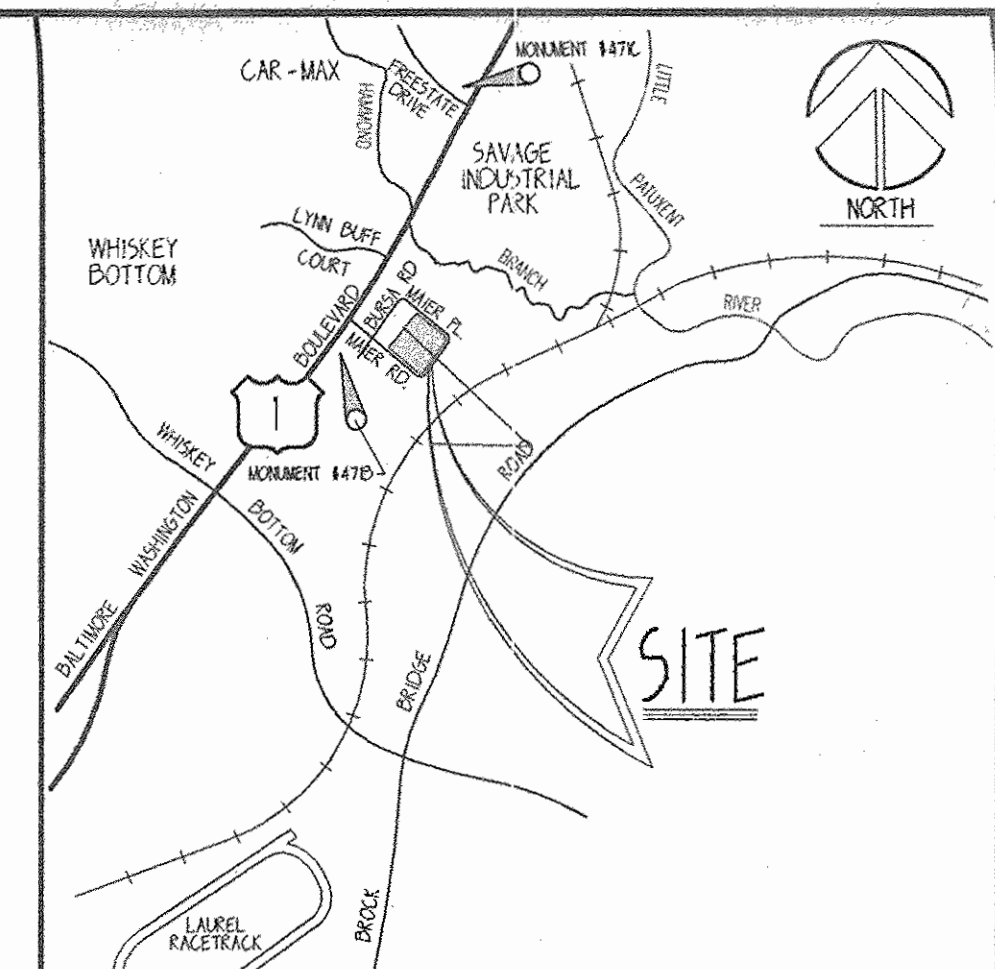 MONUMENT #471C
CAR-MAX
FREESTATE
DRIVE
HAMMOND
LITTLE
SAVAGE
INDUSTRIAL
PARK
PATUXENT
NORTH
LYNN BUFF
COURT
WHISKEY
BOTTOM
BRANCH
RIVER
BOULEVARD
BURSA RD
MAIER PL.
MAIER RD.
1
WHISKEY
MONUMENT #471B
ROAD
BOTTOM
WASHINGTON
ROAD
BALTIMORE
BRIDGE
SITE
BROCK
LAUREL
RACETRACK